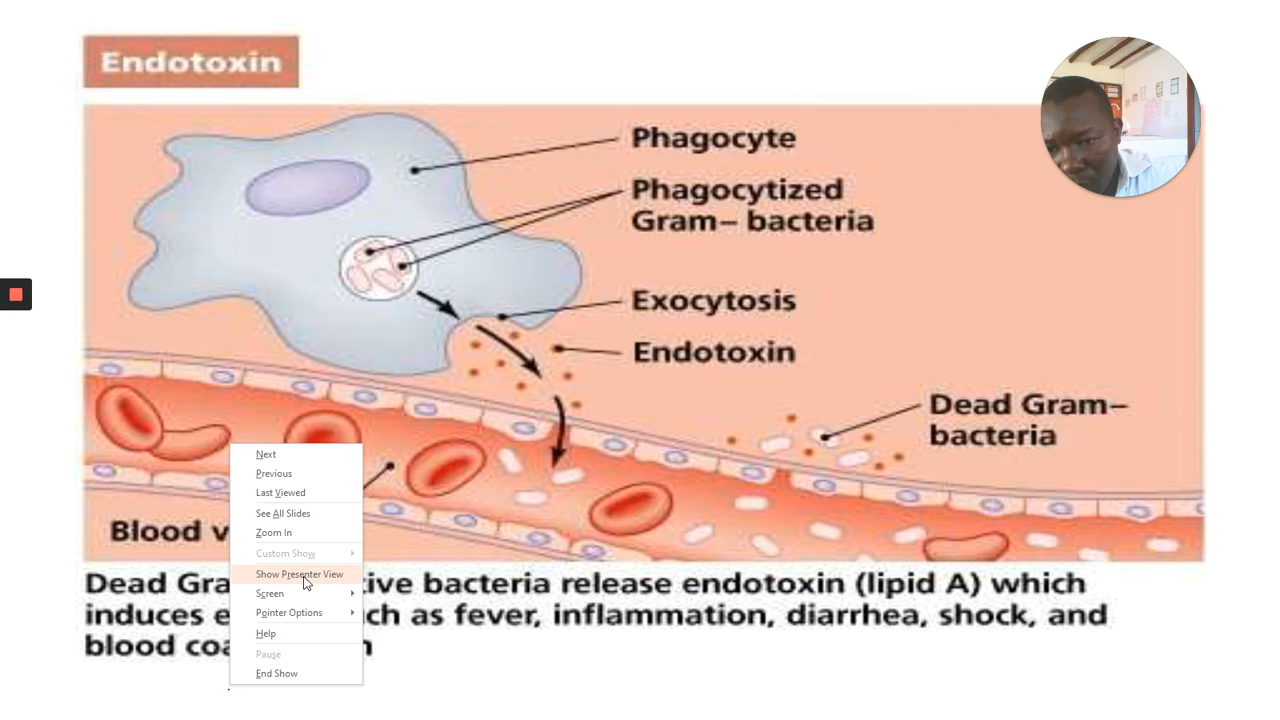 Endotoxin
Phagocyte
Phagocytized
Gram– bacteria
Exocytosis
Endotoxin
Dead Gram–
bacteria
Blood v
Dead Gra ive bacteria release endotoxin (lipid A) which
induces e ch as fever, inflammation, diarrhea, shock, and
blood coa n
Next
Previous
Last Viewed
See All Slides
Zoom In
Custom Show
Show Presenter View
Screen
Pointer Options
Help
Pause
End Show